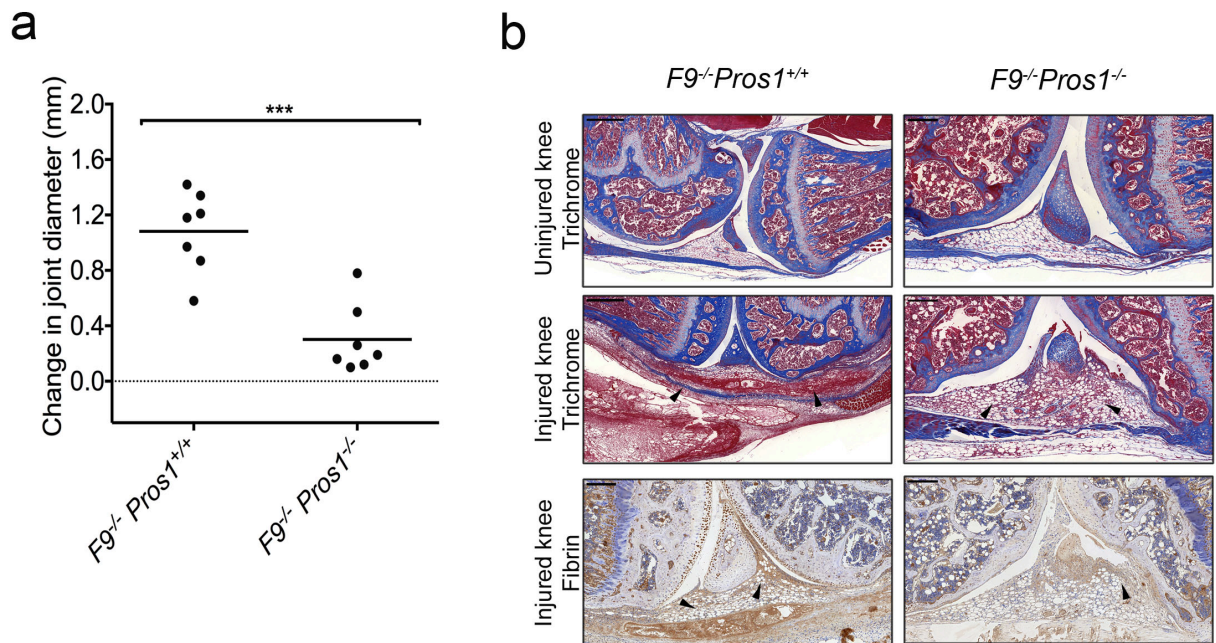 a
Change in joint diameter (mm)
2.0
1.6
1.2
0.8
0.4
0.0
***
F9-/- Pros1+/+
F9-/- Pros1-/-
b
F9-/-Pros1+/+
F9-/-Pros1-/-
Uninjured knee
Trichrome
Injured knee
Trichrome
Injured knee
Fibrin